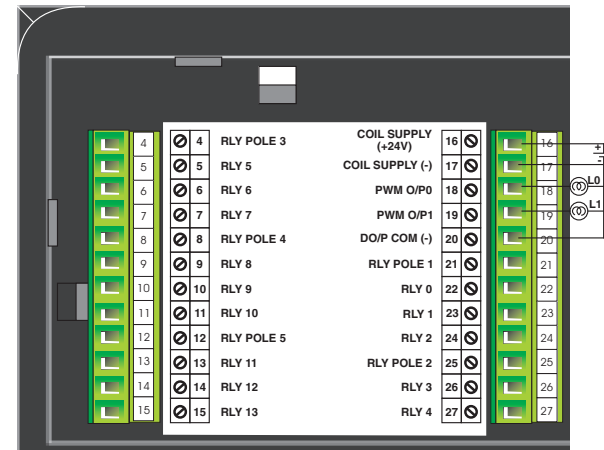 4 4 RLY POLE 3 COIL SUPPLY (+24V) 16 16 +
5 5 RLY 5 COIL SUPPLY (-) 17 17 -
6 6 RLY 6 PWM O/P0 18 18 L0
7 7 RLY 7 PWM O/P1 19 19 L1
8 8 RLY POLE 4 DO/P COM (-) 20 20
9 9 RLY 8 RLY POLE 1 21 21
10 10 RLY 9 RLY 0 22 22
11 11 RLY 10 RLY 1 23 23
12 12 RLY POLE 5 RLY 2 24 24
13 13 RLY 11 RLY POLE 2 25 25
14 14 RLY 12 RLY 3 26 26
15 15 RLY 13 RLY 4 27 27